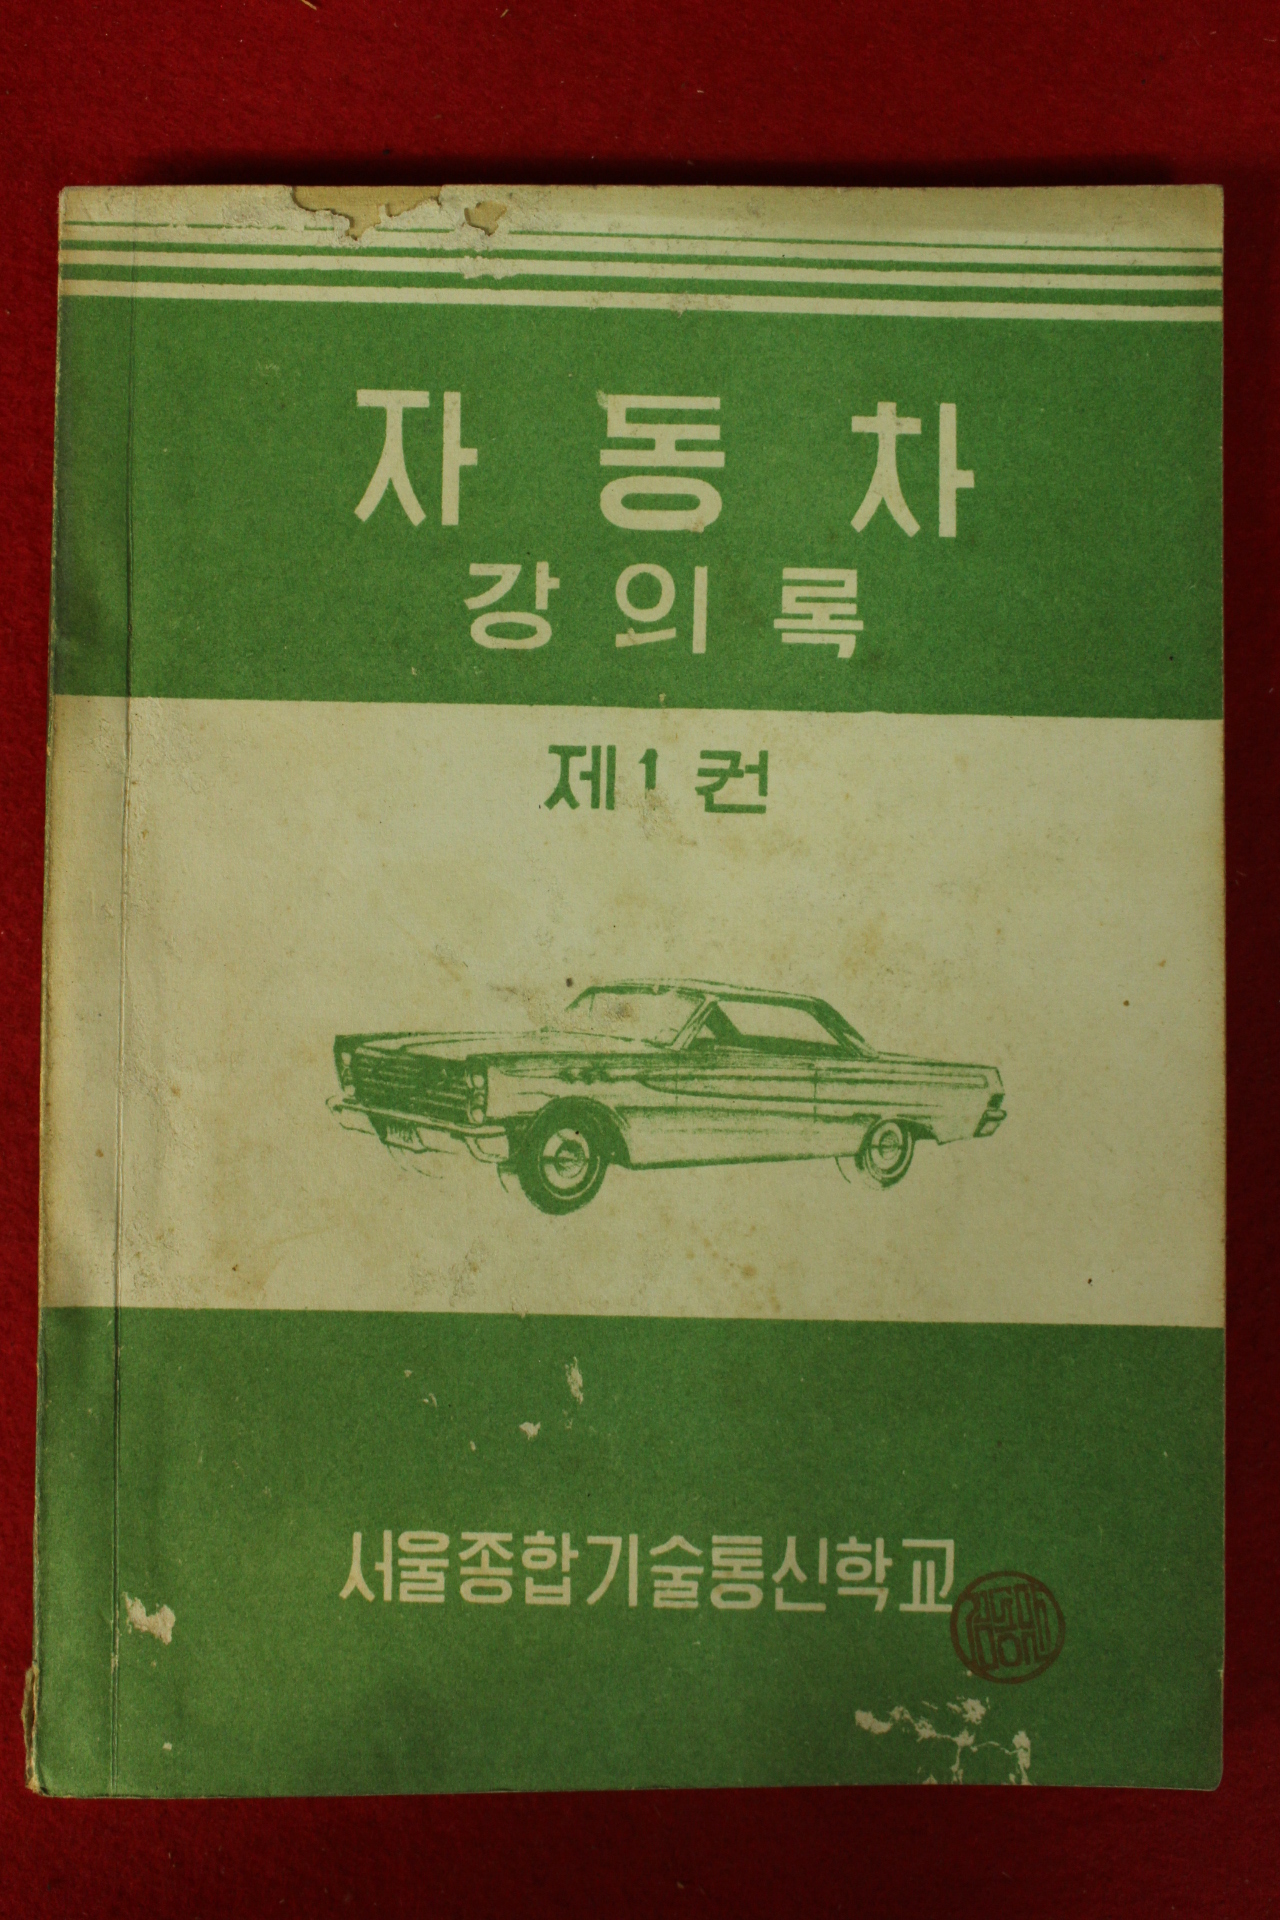 자동차
강의록
제1권
서울종합기술통신학교